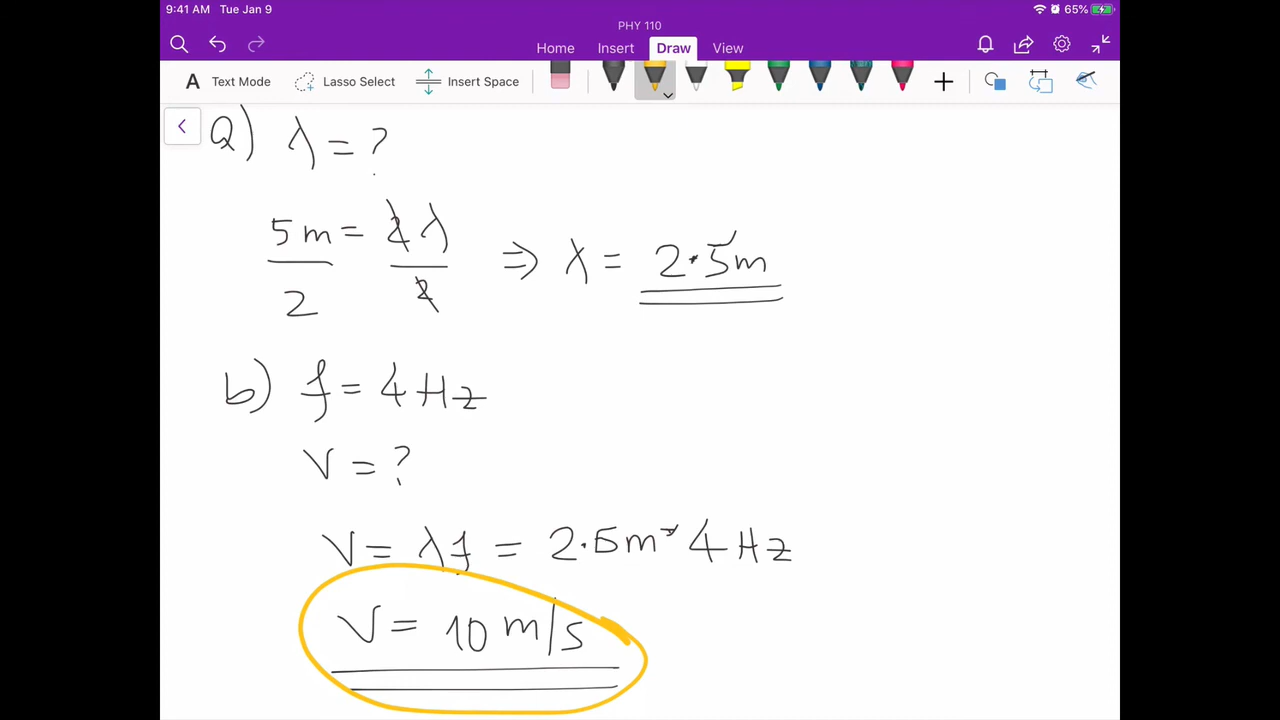 9:41 AM Tue Jan 9
65%
PHY 110
Home Insert Draw View
A Text Mode Lasso Select Insert Space
Q) λ = ?
5m = 2λ
2 2
⇒ λ = 2.5m
b) f = 4 Hz
V = ?
V = λf = 2.5m * 4 Hz
V = 10 m/s